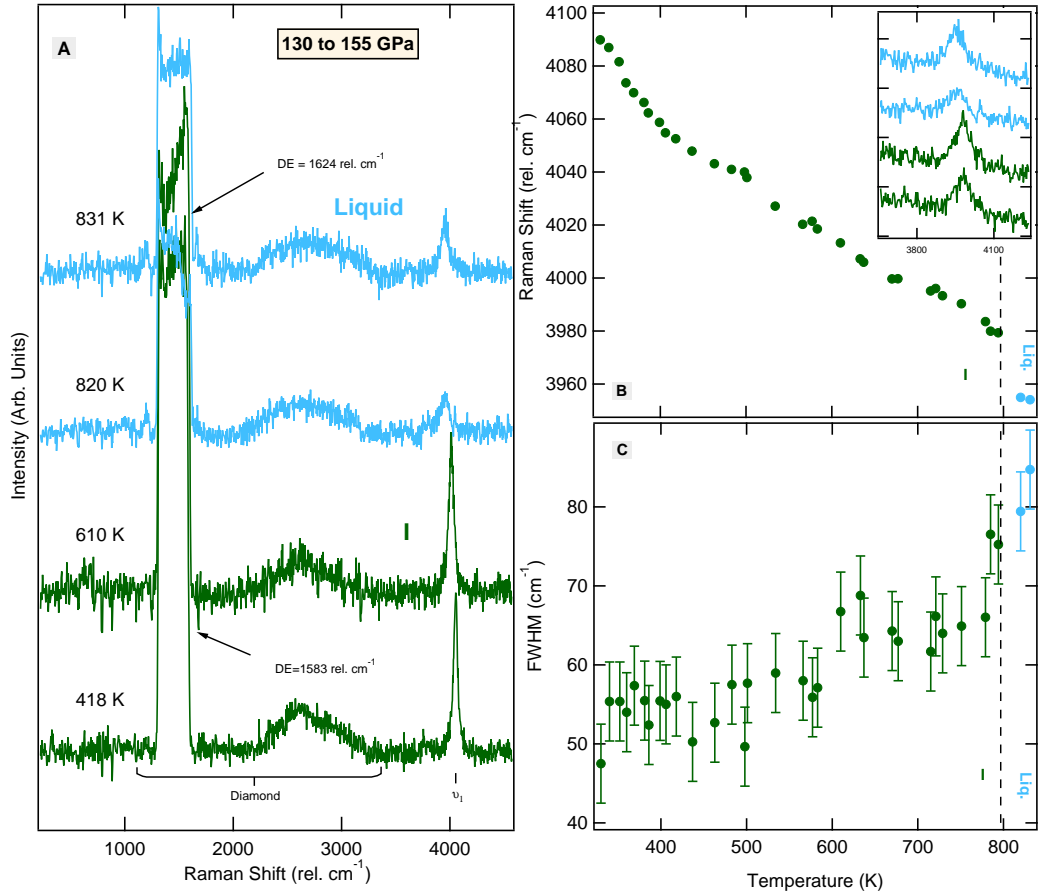 A
130 to 155 GPa
DE = 1624 rel. cm⁻¹
831 K
Liquid
820 K
610 K
I
DE=1583 rel. cm⁻¹
418 K
Diamond
υ₁
Intensity (Arb. Units)
1000 2000 3000 4000
Raman Shift (rel. cm⁻¹)
4100
4080
4060
4040
4020
4000
3980
3960
Raman Shift (rel. cm⁻¹)
3800 4100
I
Liq.
B
C
80
70
60
50
40
FWHM (cm⁻¹)
I
Liq.
400 500 600 700 800
Temperature (K)